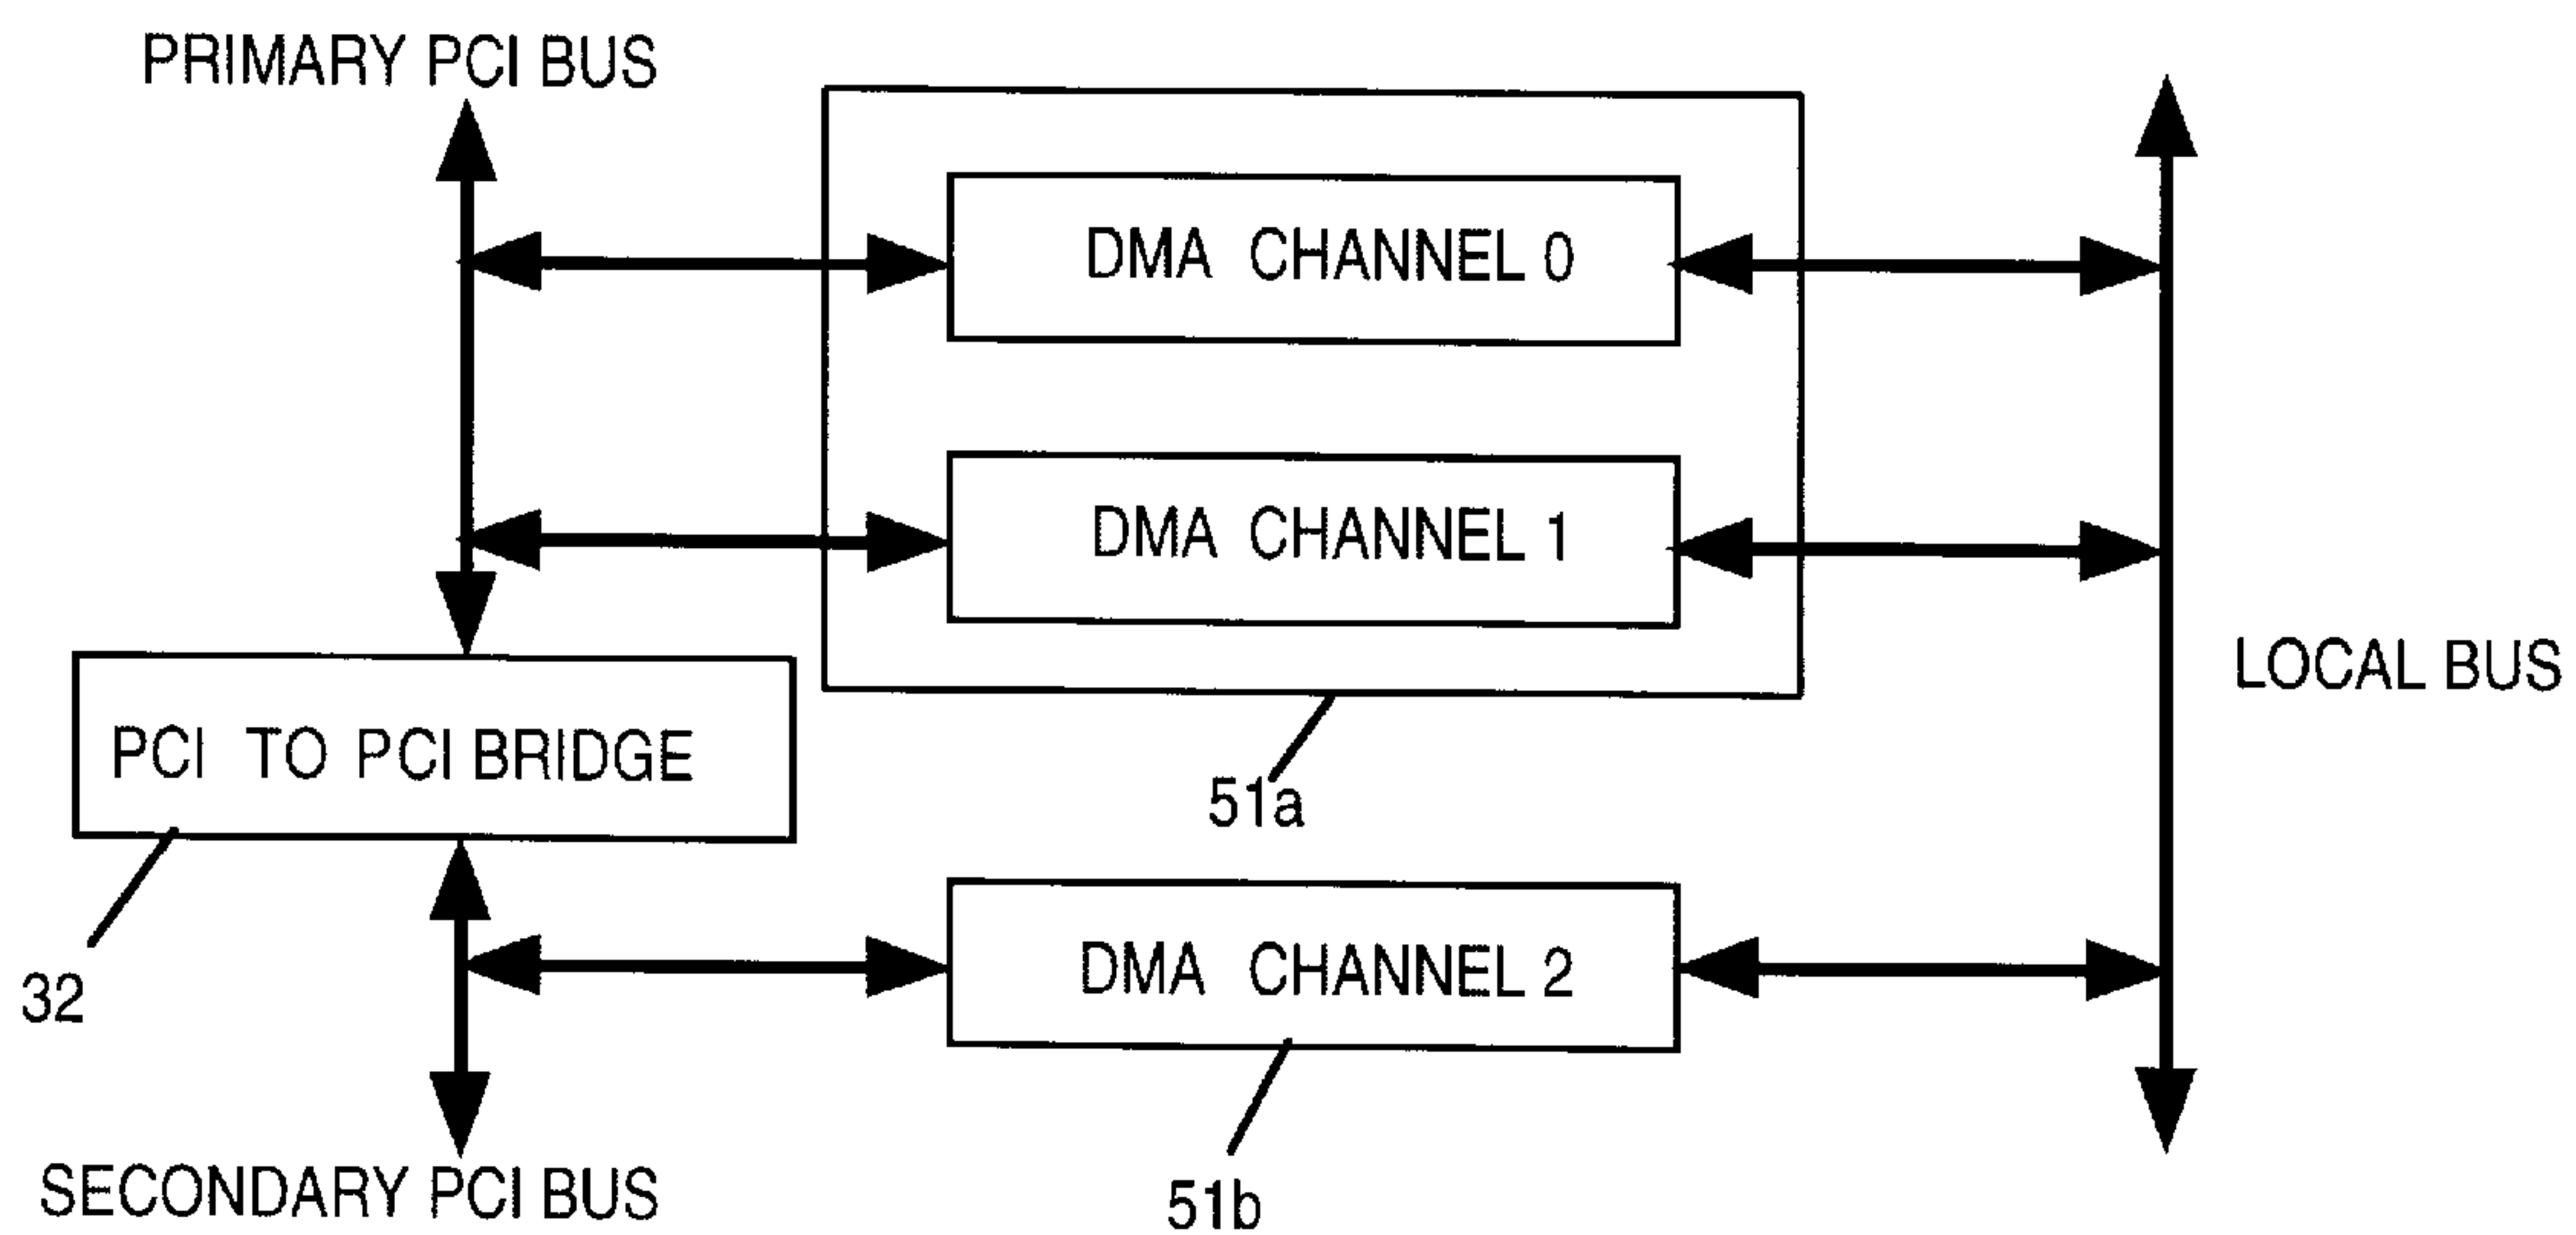 PRIMARY PCI BUS
DMA CHANNEL 0
DMA CHANNEL 1
LOCAL BUS
PCI TO PCI BRIDGE
51a
DMA CHANNEL 2
32
SECONDARY PCI BUS
51b